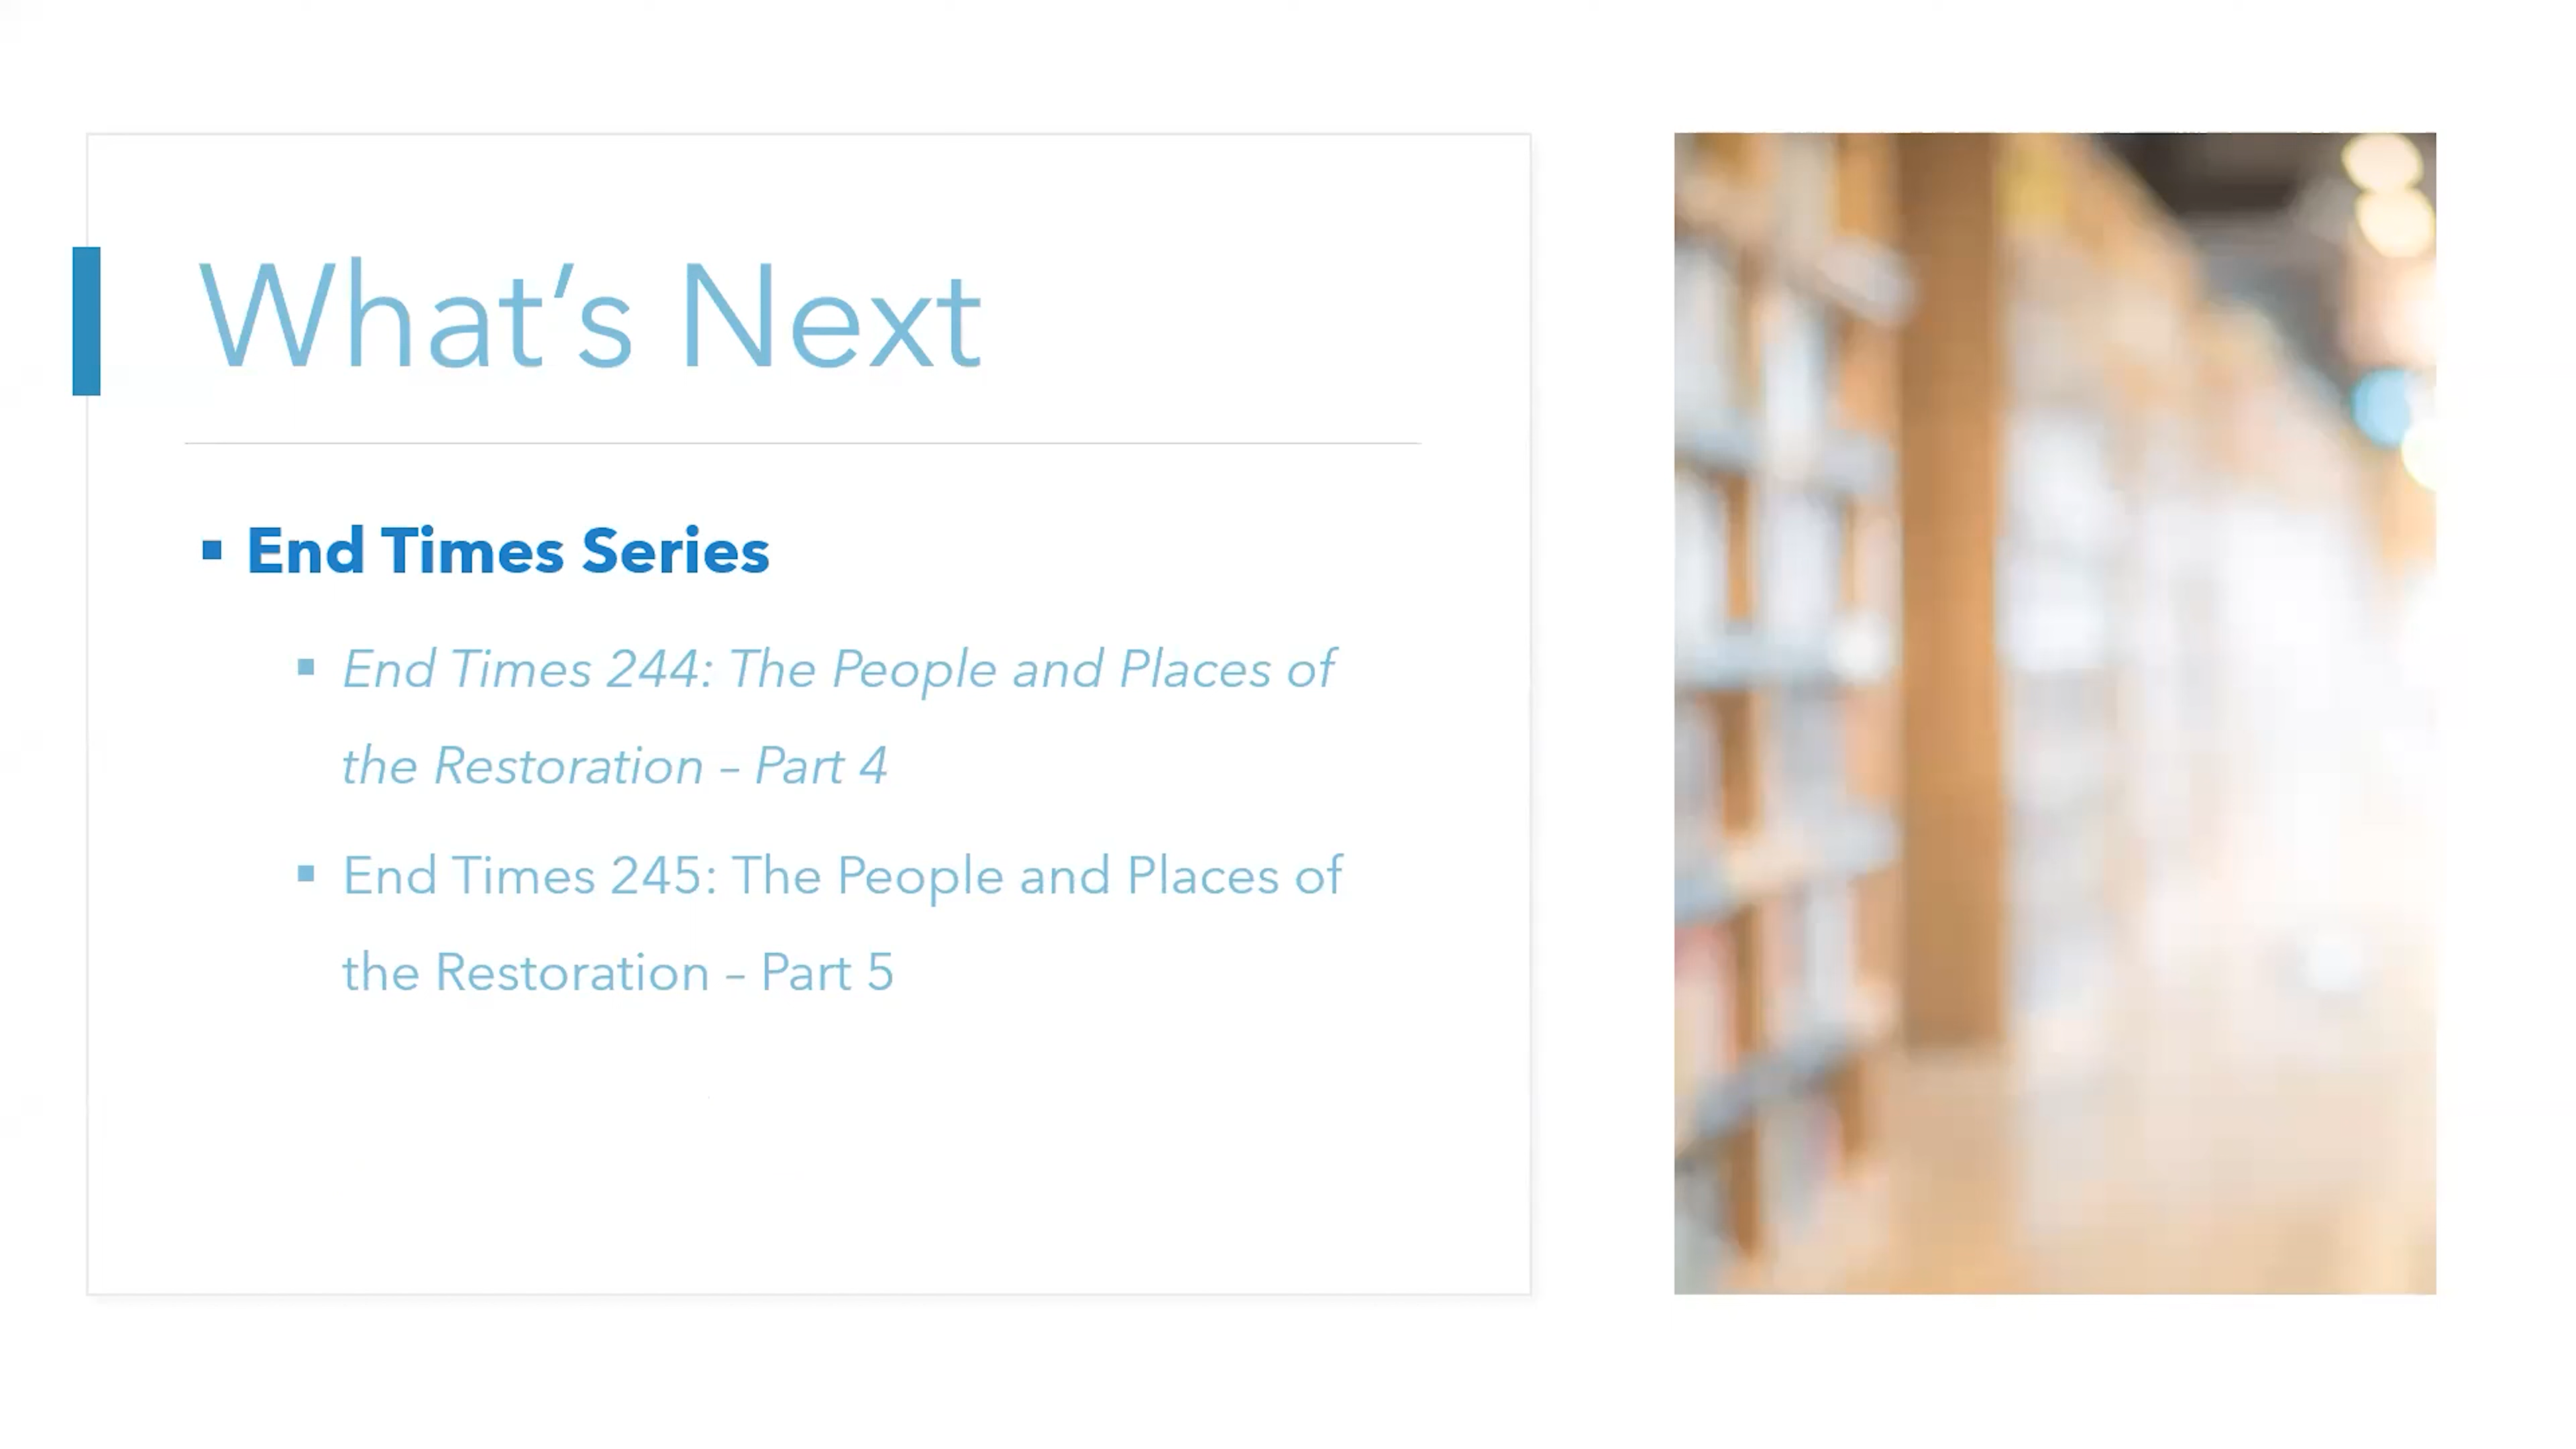 What's Next
▪ End Times Series
▪ End Times 244: The People and Places of
the Restoration – Part 4
▪ End Times 245: The People and Places of
the Restoration – Part 5